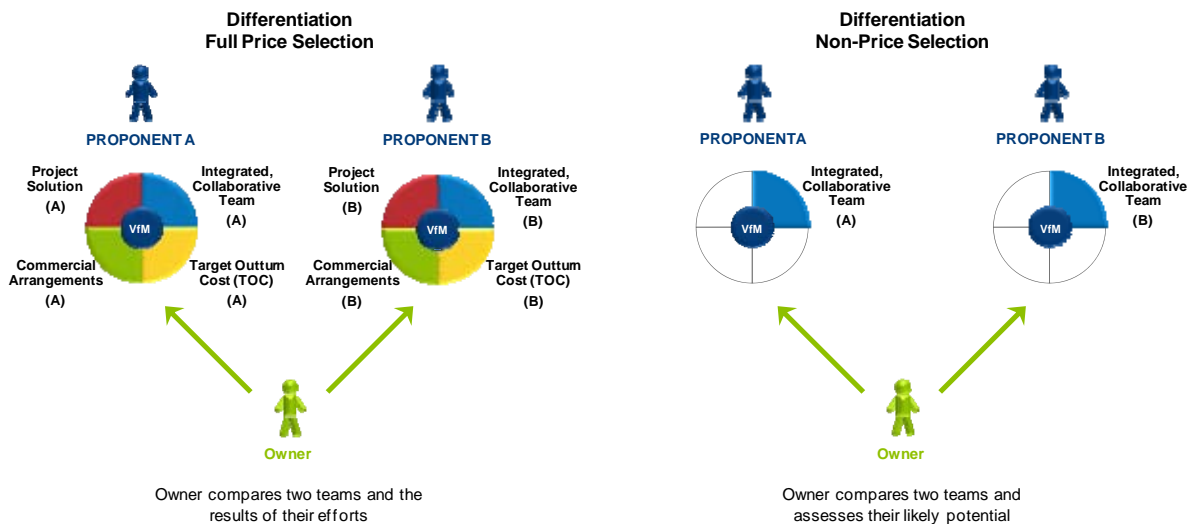 Differentiation
Full Price Selection
PROPONENT A
Project
Solution
(A)
Integrated,
Collaborative
Team
(A)
VfM
Commercial
Arrangements
(A)
Target Outturn
Cost (TOC)
(A)
PROPONENT B
Project
Solution
(B)
Integrated,
Collaborative
Team
(B)
VfM
Commercial
Arrangements
(B)
Target Outturn
Cost (TOC)
(B)
Owner
Owner compares two teams and the
results of their efforts
Differentiation
Non-Price Selection
PROPONENT A
Integrated,
Collaborative
Team
(A)
VfM
PROPONENT B
Integrated,
Collaborative
Team
(B)
VfM
Owner
Owner compares two teams and
assesses their likely potential